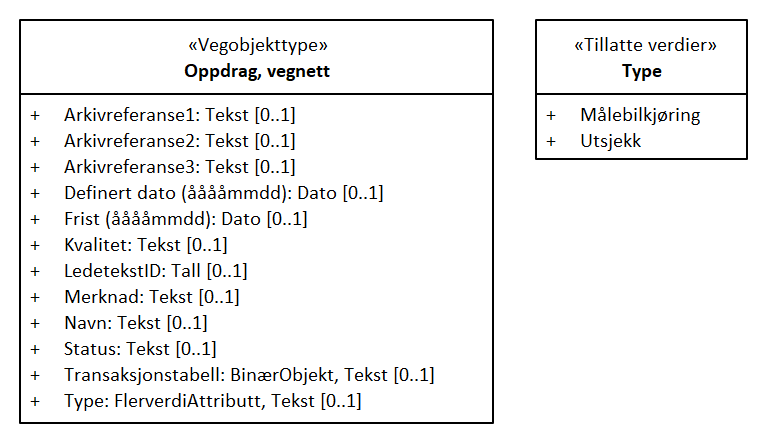 «Vegobjekttype»
Oppdrag, vegnett
+ Arkivreferanse1: Tekst [0..1]
+ Arkivreferanse2: Tekst [0..1]
+ Arkivreferanse3: Tekst [0..1]
+ Definert dato (ååååmmdd): Dato [0..1]
+ Frist (ååååmmdd): Dato [0..1]
+ Kvalitet: Tekst [0..1]
+ LedetekstID: Tall [0..1]
+ Merknad: Tekst [0..1]
+ Navn: Tekst [0..1]
+ Status: Tekst [0..1]
+ Transaksjonstabell: BinærObjekt, Tekst [0..1]
+ Type: FlerverdiAttributt, Tekst [0..1]
«Tillatte verdier»
Type
+ Målebilkjøring
+ Utsjekk